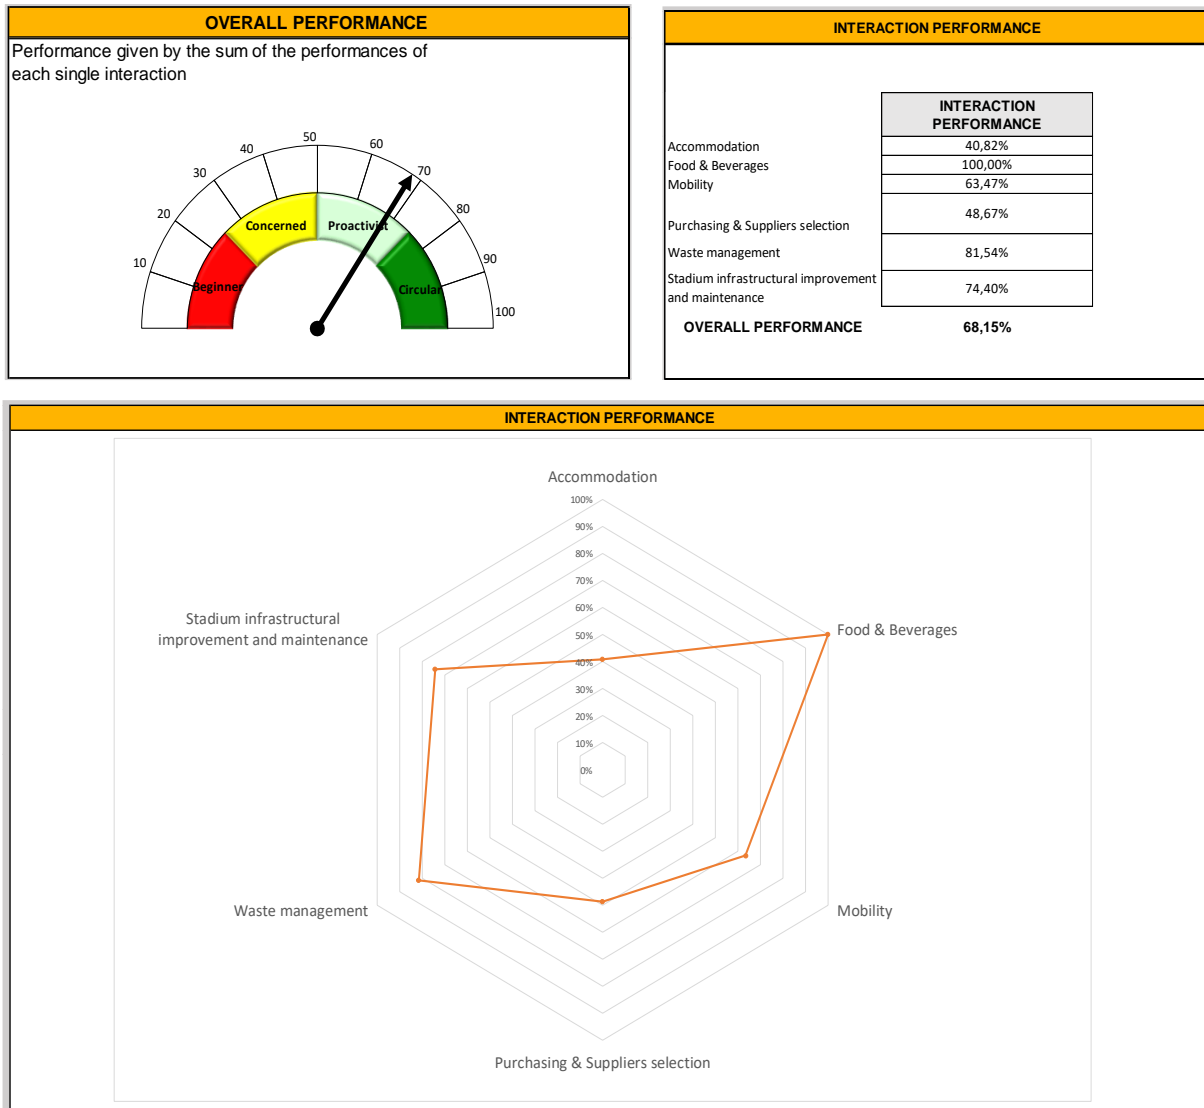 OVERALL PERFORMANCE
Performance given by the sum of the performances of
each single interaction
10
20
30
40
50
60
70
80
90
100
Beginner
Concerned
Proactivist
Circular
INTERACTION PERFORMANCE
INTERACTION
PERFORMANCE
Accommodation 40,82%
Food & Beverages 100,00%
Mobility 63,47%
Purchasing & Suppliers selection 48,67%
Waste management 81,54%
Stadium infrastructural improvement
and maintenance 74,40%
OVERALL PERFORMANCE 68,15%
INTERACTION PERFORMANCE
Accommodation
100%
90%
80%
70%
60%
50%
40%
30%
20%
10%
0%
Stadium infrastructural
improvement and maintenance
Food & Beverages
Waste management
Mobility
Purchasing & Suppliers selection